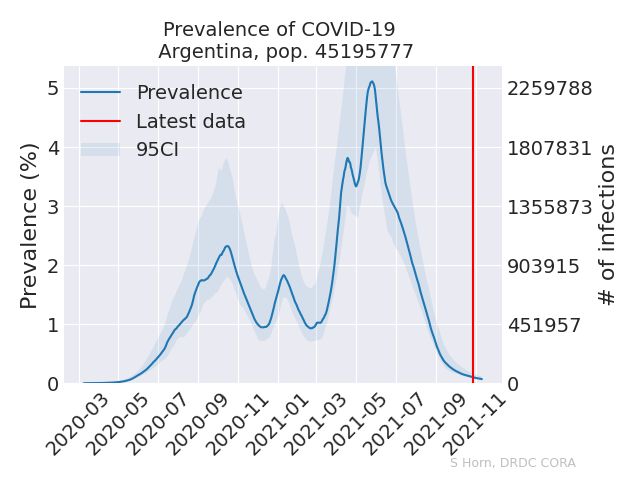 Prevalence of COVID-19
Argentina, pop. 45195777
Prevalence
Latest data
95CI
Prevalence (%)
5
4
3
2
1
0
2259788
1807831
1355873
903915
451957
0
# of infections
2020-03
2020-05
2020-07
2020-09
2020-11
2021-01
2021-03
2021-05
2021-07
2021-09
2021-11
S Horn, DRDC CORA